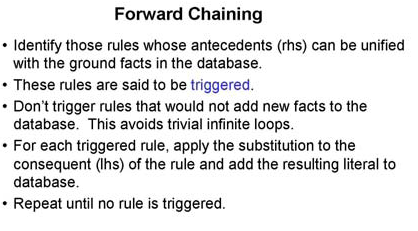 Forward Chaining
• Identify those rules whose antecedents (rhs) can be unified
with the ground facts in the database.
• These rules are said to be triggered.
• Don't trigger rules that would not add new facts to the
database.  This avoids trivial infinite loops.
• For each triggered rule, apply the substitution to the
consequent (lhs) of the rule and add the resulting literal to
database.
• Repeat until no rule is triggered.